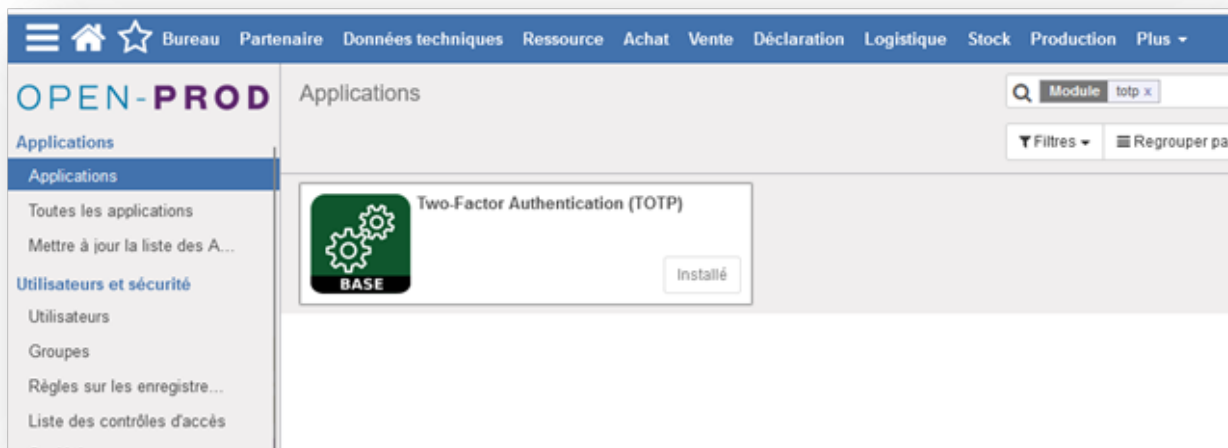 Bureau Partenaire Données techniques Ressource Achat Vente Déclaration Logistique Stock Production Plus
OPEN-PROD
Applications
Applications
Toutes les applications
Mettre à jour la liste des A...
Utilisateurs et sécurité
Utilisateurs
Groupes
Règles sur les enregistre...
Liste des contrôles d'accès
Applications
Module totp x
Filtres
Regrouper pa
Two-Factor Authentication (TOTP)
BASE
Installé